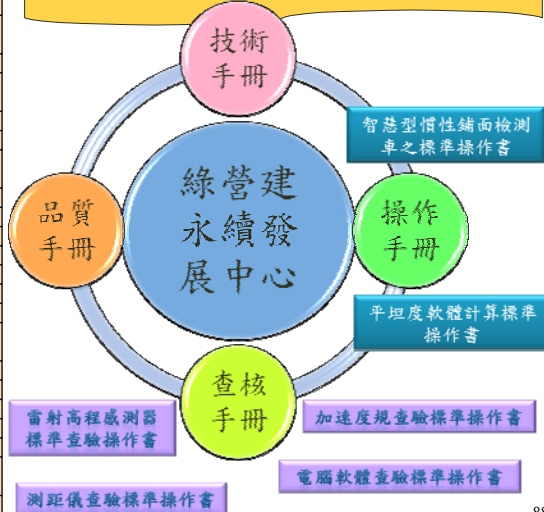 技術
手冊
智慧型慣性鋪面檢測
車之標準操作書
綠營建
永續發
展中心
品質
手冊
操作
手冊
平坦度軟體計算標準
操作書
查核
手冊
雷射高程感測器
標準查驗操作書
加速度規查驗標準操作書
電腦軟體查驗標準操作書
測距儀查驗標準操作書